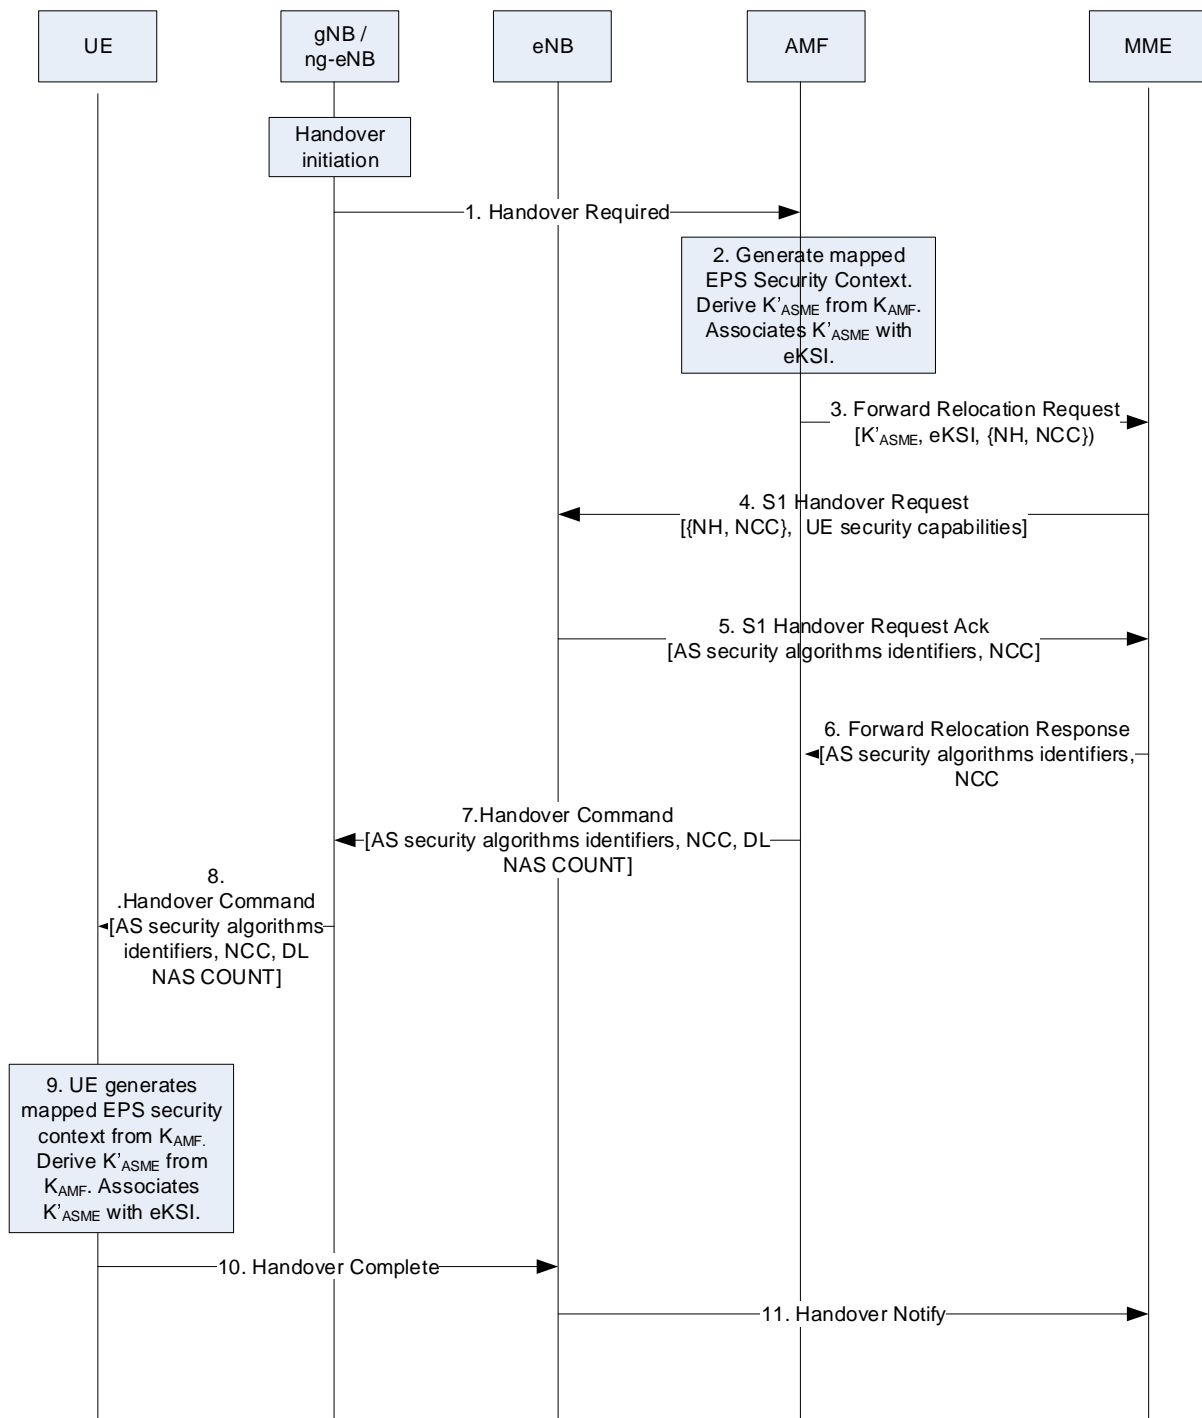 UE
gNB /
ng-eNB
eNB
AMF
MME
Handover
initiation
1. Handover Required
2. Generate mapped
EPS Security Context.
Derive K’ASME from KAMF.
Associates K’ASME with
eKSI.
3. Forward Relocation Request
[K’ASME, eKSI, {NH, NCC})
4. S1 Handover Request
[{NH, NCC},  UE security capabilities]
5. S1 Handover Request Ack
[AS security algorithms identifiers, NCC]
6. Forward Relocation Response
[AS security algorithms identifiers,
NCC
7.Handover Command
[AS security algorithms identifiers, NCC, DL
NAS COUNT]
8.
.Handover Command
[AS security algorithms
identifiers, NCC, DL
NAS COUNT]
9. UE generates
mapped EPS security
context from KAMF.
Derive K’ASME from
KAMF. Associates
K’ASME with eKSI.
10. Handover Complete
11. Handover Notify